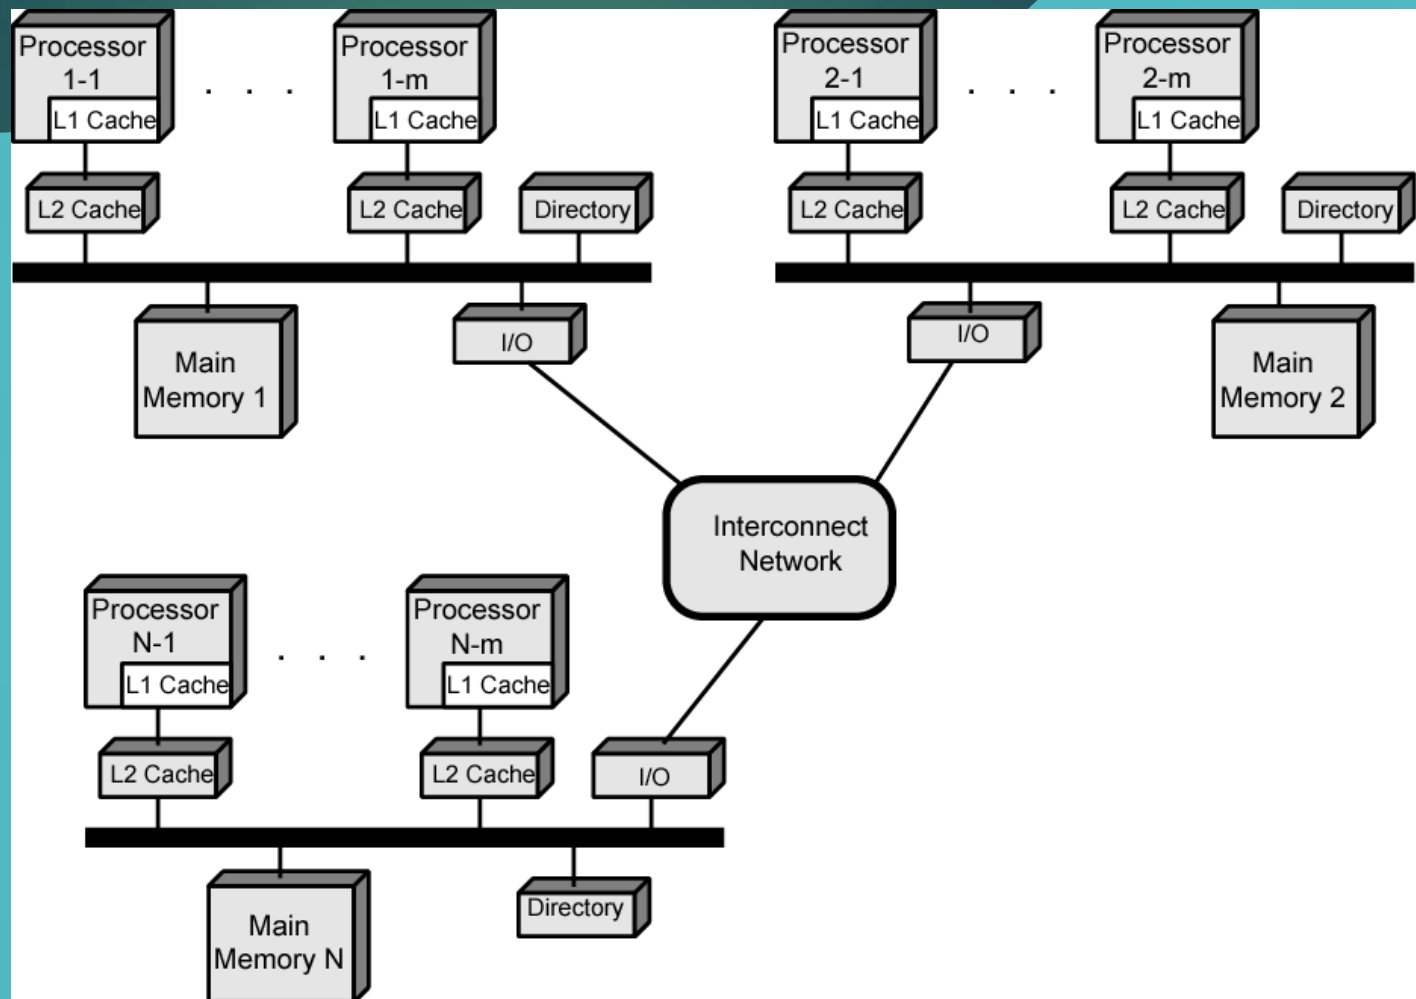 Processor
1-1
L1 Cache
L2 Cache
. . .
Processor
1-m
L1 Cache
L2 Cache
Directory
Main
Memory 1
I/O
Processor
2-1
L1 Cache
L2 Cache
. . .
Processor
2-m
L1 Cache
L2 Cache
Directory
I/O
Main
Memory 2
Interconnect
Network
Processor
N-1
L1 Cache
L2 Cache
. . .
Processor
N-m
L1 Cache
L2 Cache
I/O
Main
Memory N
Directory